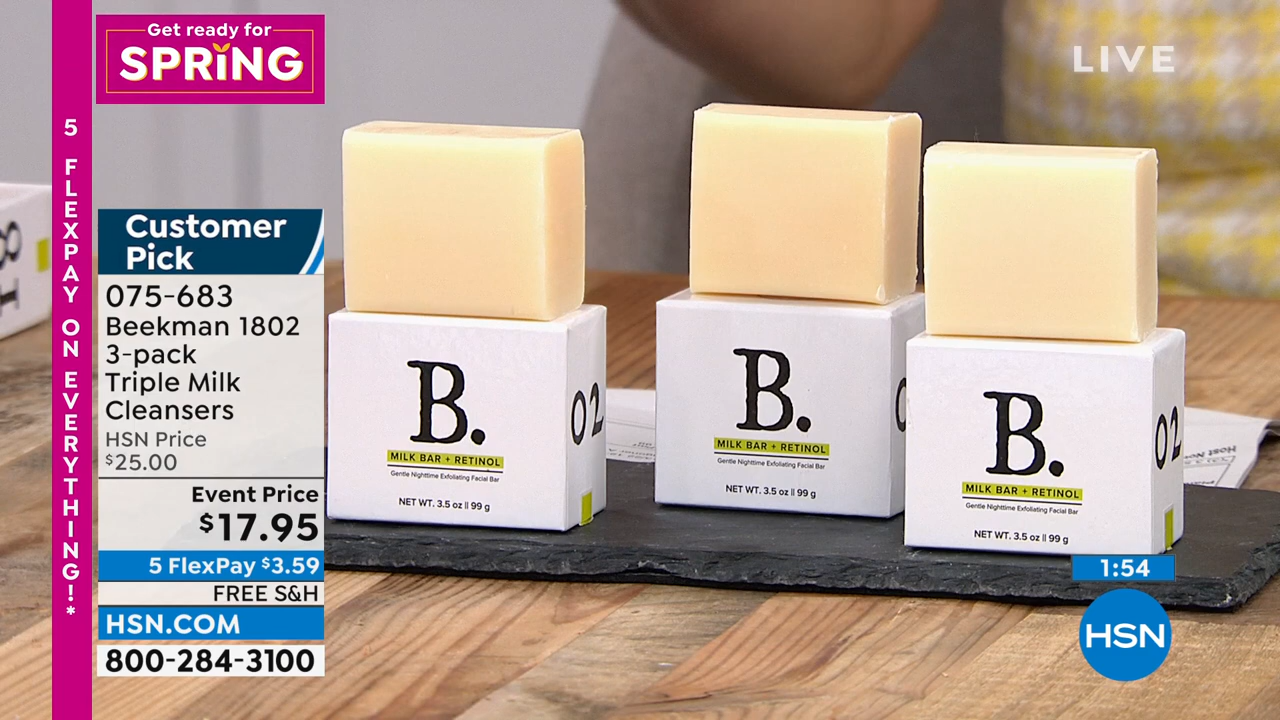 Get ready for
SPRING
LIVE
5 FLEXPAY ON EVERYTHING!*
Customer
Pick
075-683
Beekman 1802
3-pack
Triple Milk
Cleansers
HSN Price
$25.00
Event Price
$17.95
5 FlexPay $3.59
FREE S&H
HSN.COM
800-284-3100
B.
MILK BAR + RETINOL
Gentle Nighttime Exfoliating Facial Bar
NET WT. 3.5 oz || 99 g
02
B.
MILK BAR + RETINOL
Gentle Nighttime Exfoliating Facial Bar
NET WT. 3.5 oz || 99 g
B.
MILK BAR + RETINOL
Gentle Nighttime Exfoliating Facial Bar
NET WT. 3.5 oz || 99 g
02
1:54
HSN